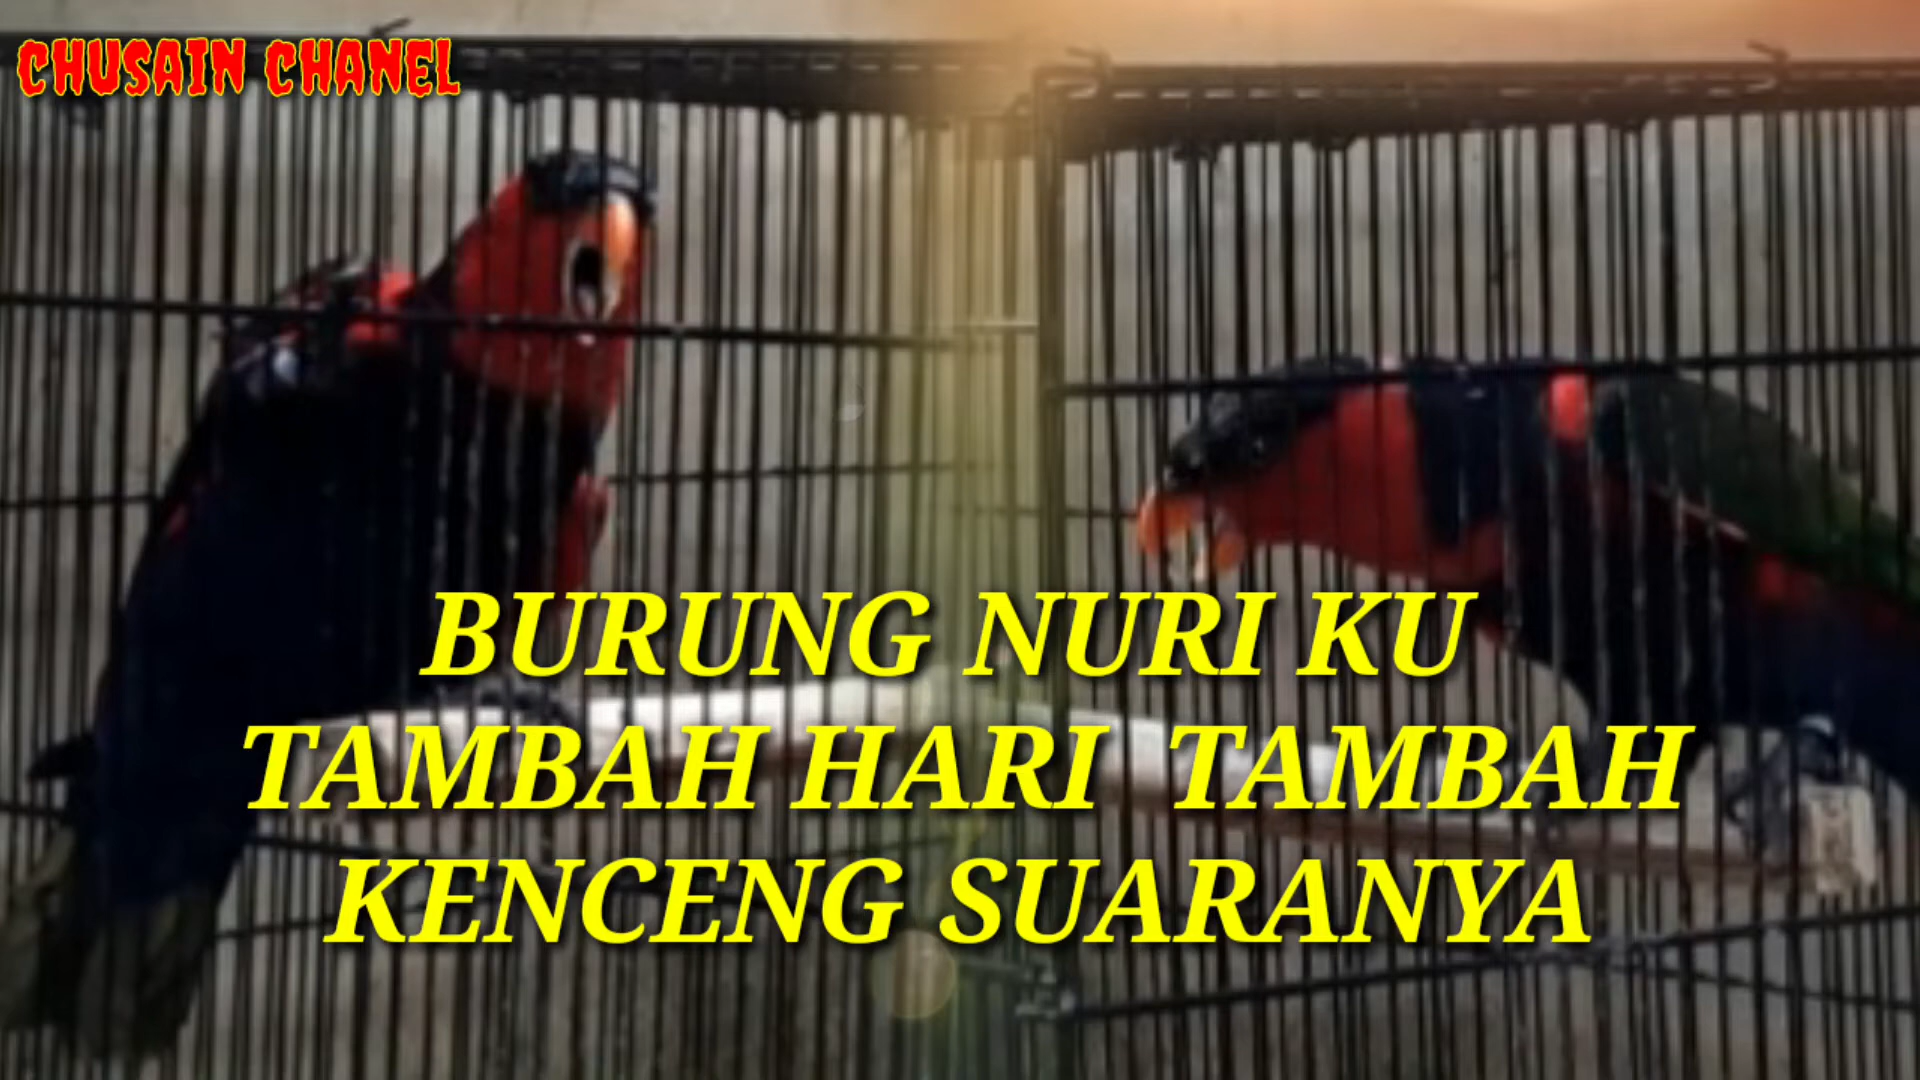 CHUSAIN CHANEL
BURUNG NURI KU
TAMBAH HARI TAMBAH
KENCENG SUARANYA